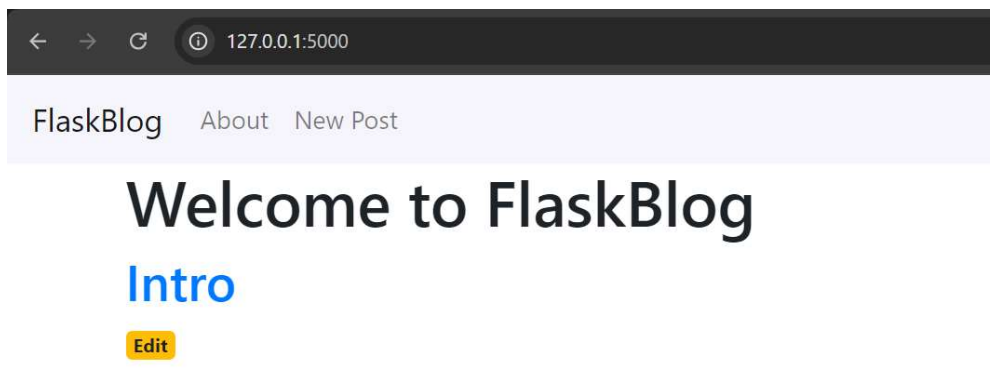 127.0.0.1:5000
FlaskBlog About New Post
Welcome to FlaskBlog
Intro
Edit